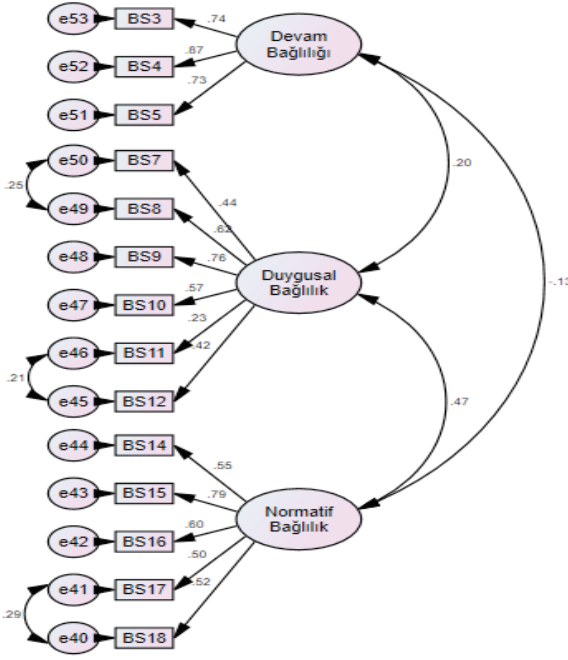 e53 BS3 .74 Devam
Bağlılığı
e52 BS4 .87
e51 BS5 .73
e50 BS7
.25 .44 .20
e49 BS8 .62
e48 BS9 .76 Duygusal
Bağlılık -.13
e47 BS10 .57
.23
e46 BS11 .42
.21
e45 BS12 .47
e44 BS14 .55
e43 BS15 .79 Normatif
Bağlılık
e42 BS16 .60
.50
e41 BS17 .52
.29
e40 BS18